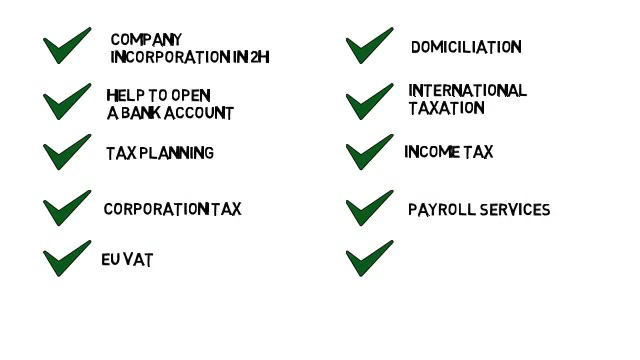 COMPANY
INCORPORATION IN 2H
HELP TO OPEN
A BANK ACCOUNT
TAX PLANNING
CORPORATION TAX
EU VAT
DOMICILIATION
INTERNATIONAL
TAXATION
INCOME TAX
PAYROLL SERVICES